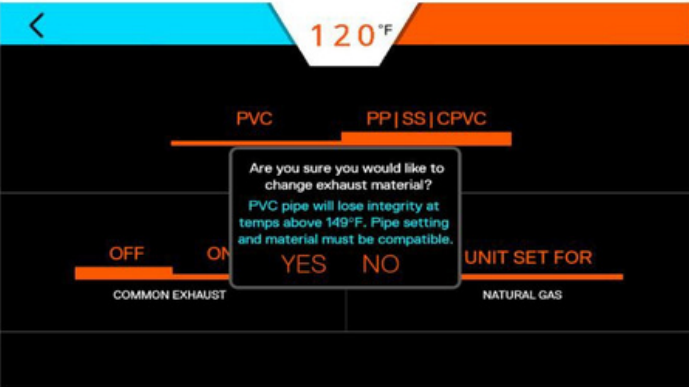 120°F
PVC
PP|SS|CPVC
Are you sure you would like to
change exhaust material?
PVC pipe will lose integrity at
temps above 149°F. Pipe setting
and material must be compatible.
YES NO
OFF
UNIT SET FOR
COMMON EXHAUST
NATURAL GAS